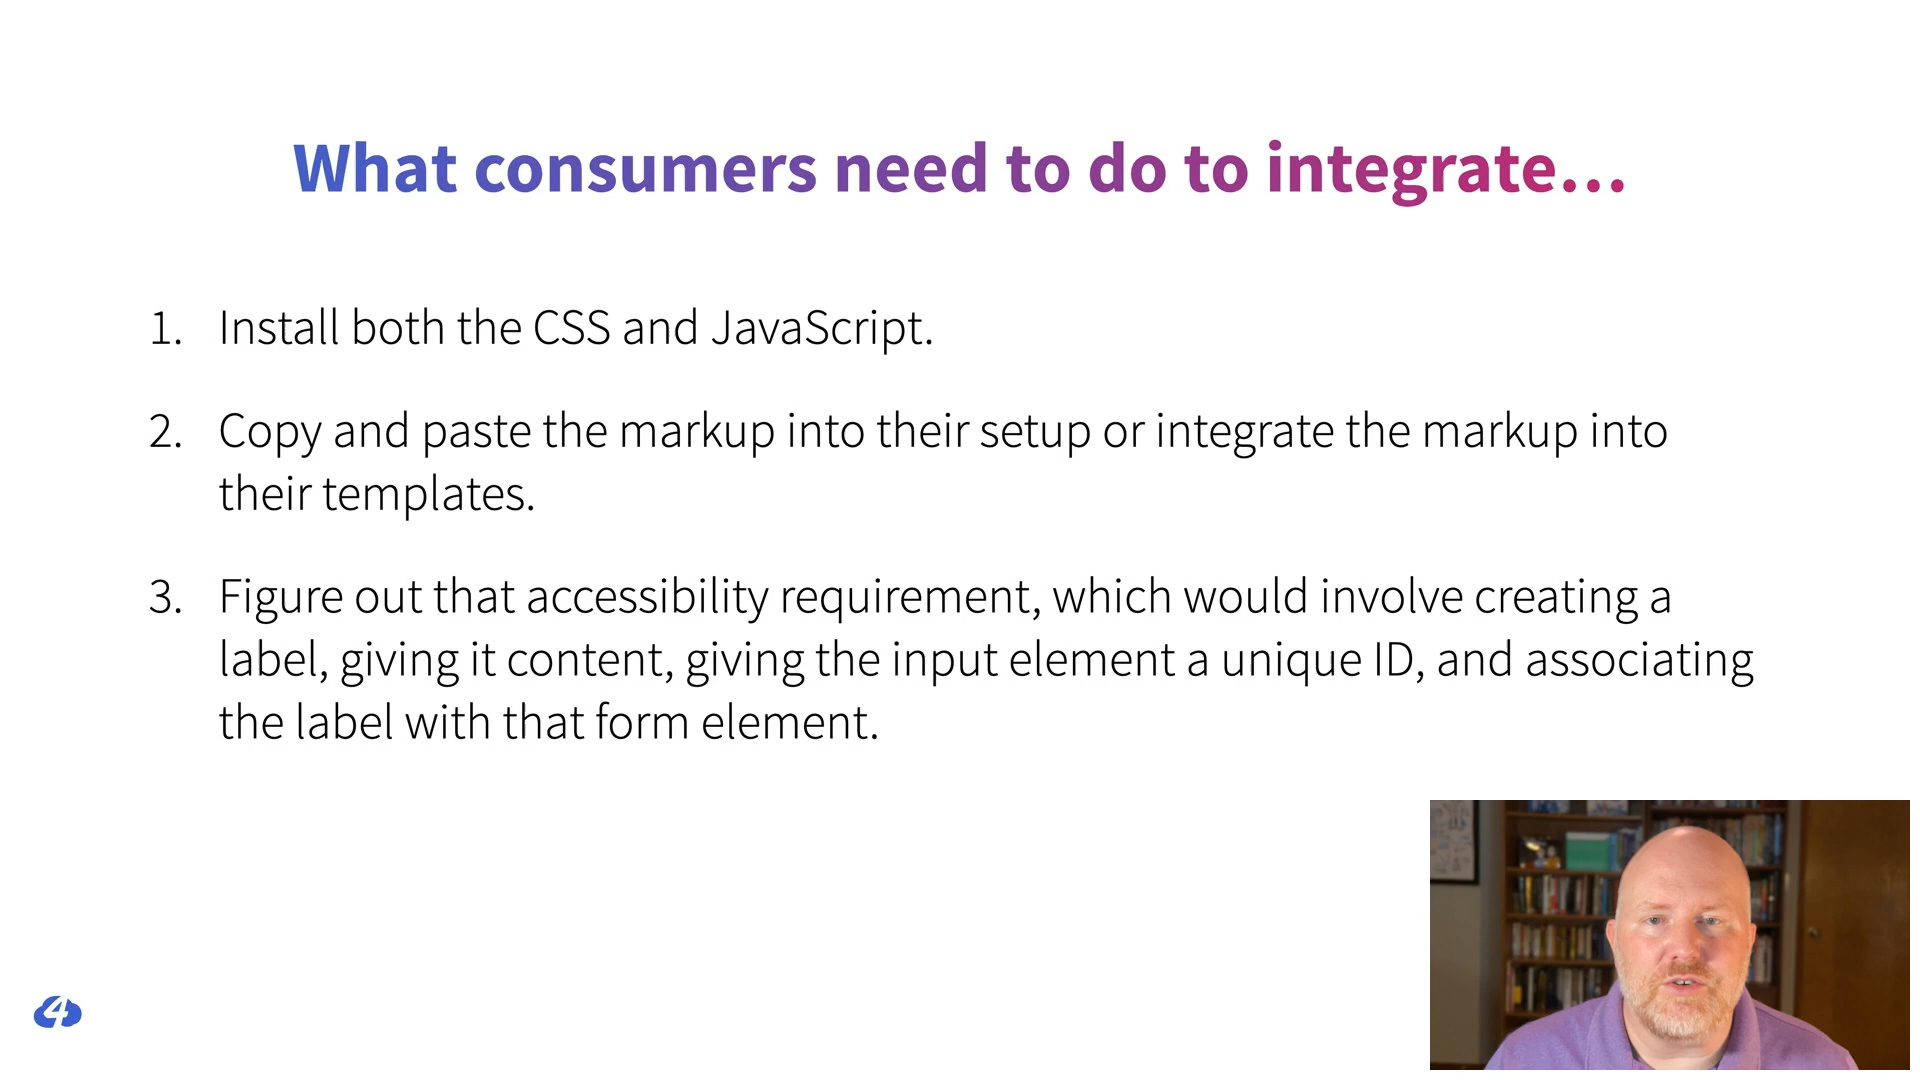 What consumers need to do to integrate…
1. Install both the CSS and JavaScript.
2. Copy and paste the markup into their setup or integrate the markup into
their templates.
3. Figure out that accessibility requirement, which would involve creating a
label, giving it content, giving the input element a unique ID, and associating
the label with that form element.
4